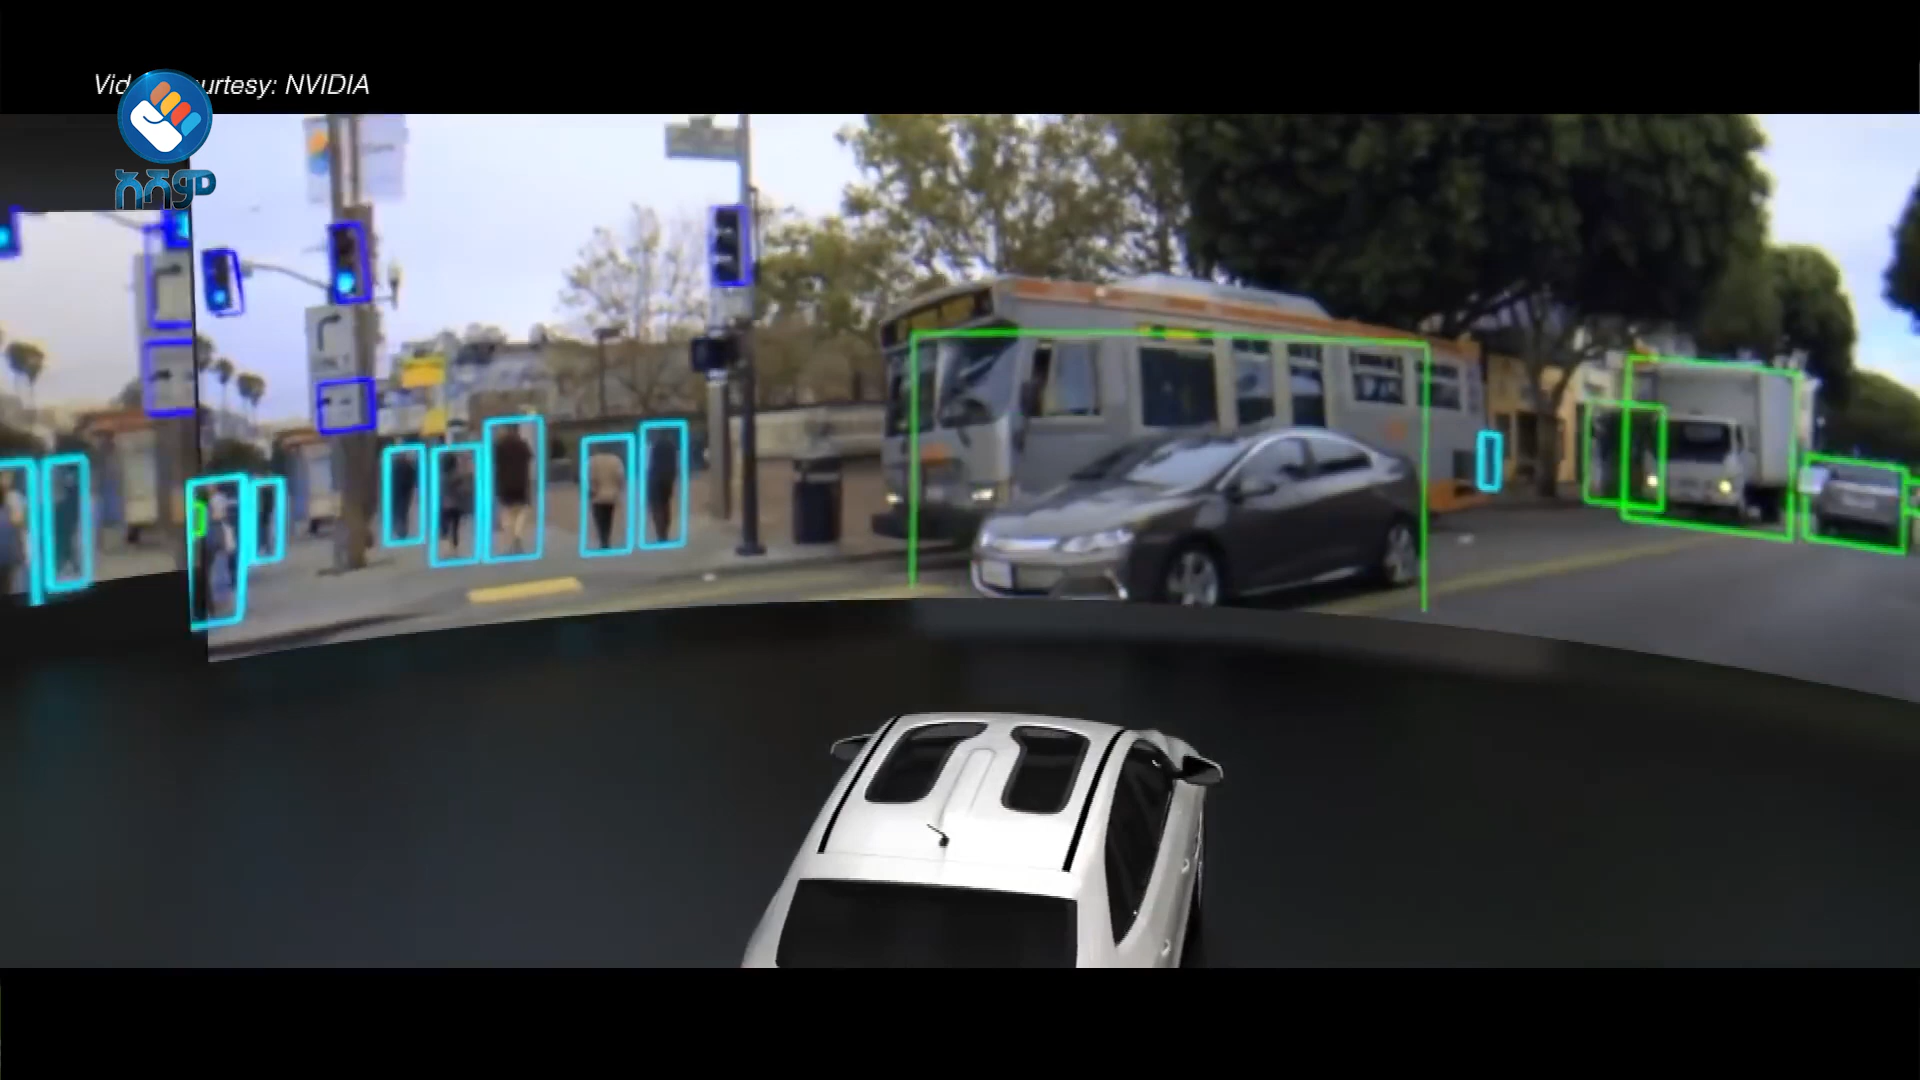 Vid urtesy: NVIDIA
አሻም